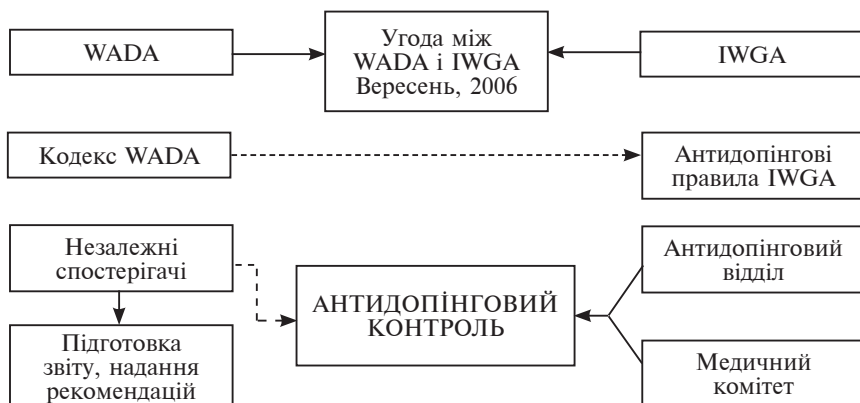 WADA
Угода між
WADA і IWGA
Вересень, 2006
IWGA
Кодекс WADA
Антидопінгові
правила IWGA
Незалежні
спостерігачі
АНТИДОПІНГОВИЙ
КОНТРОЛЬ
Антидопінговий
відділ
Підготовка
звіту, надання
рекомендацій
Медичний
комітет